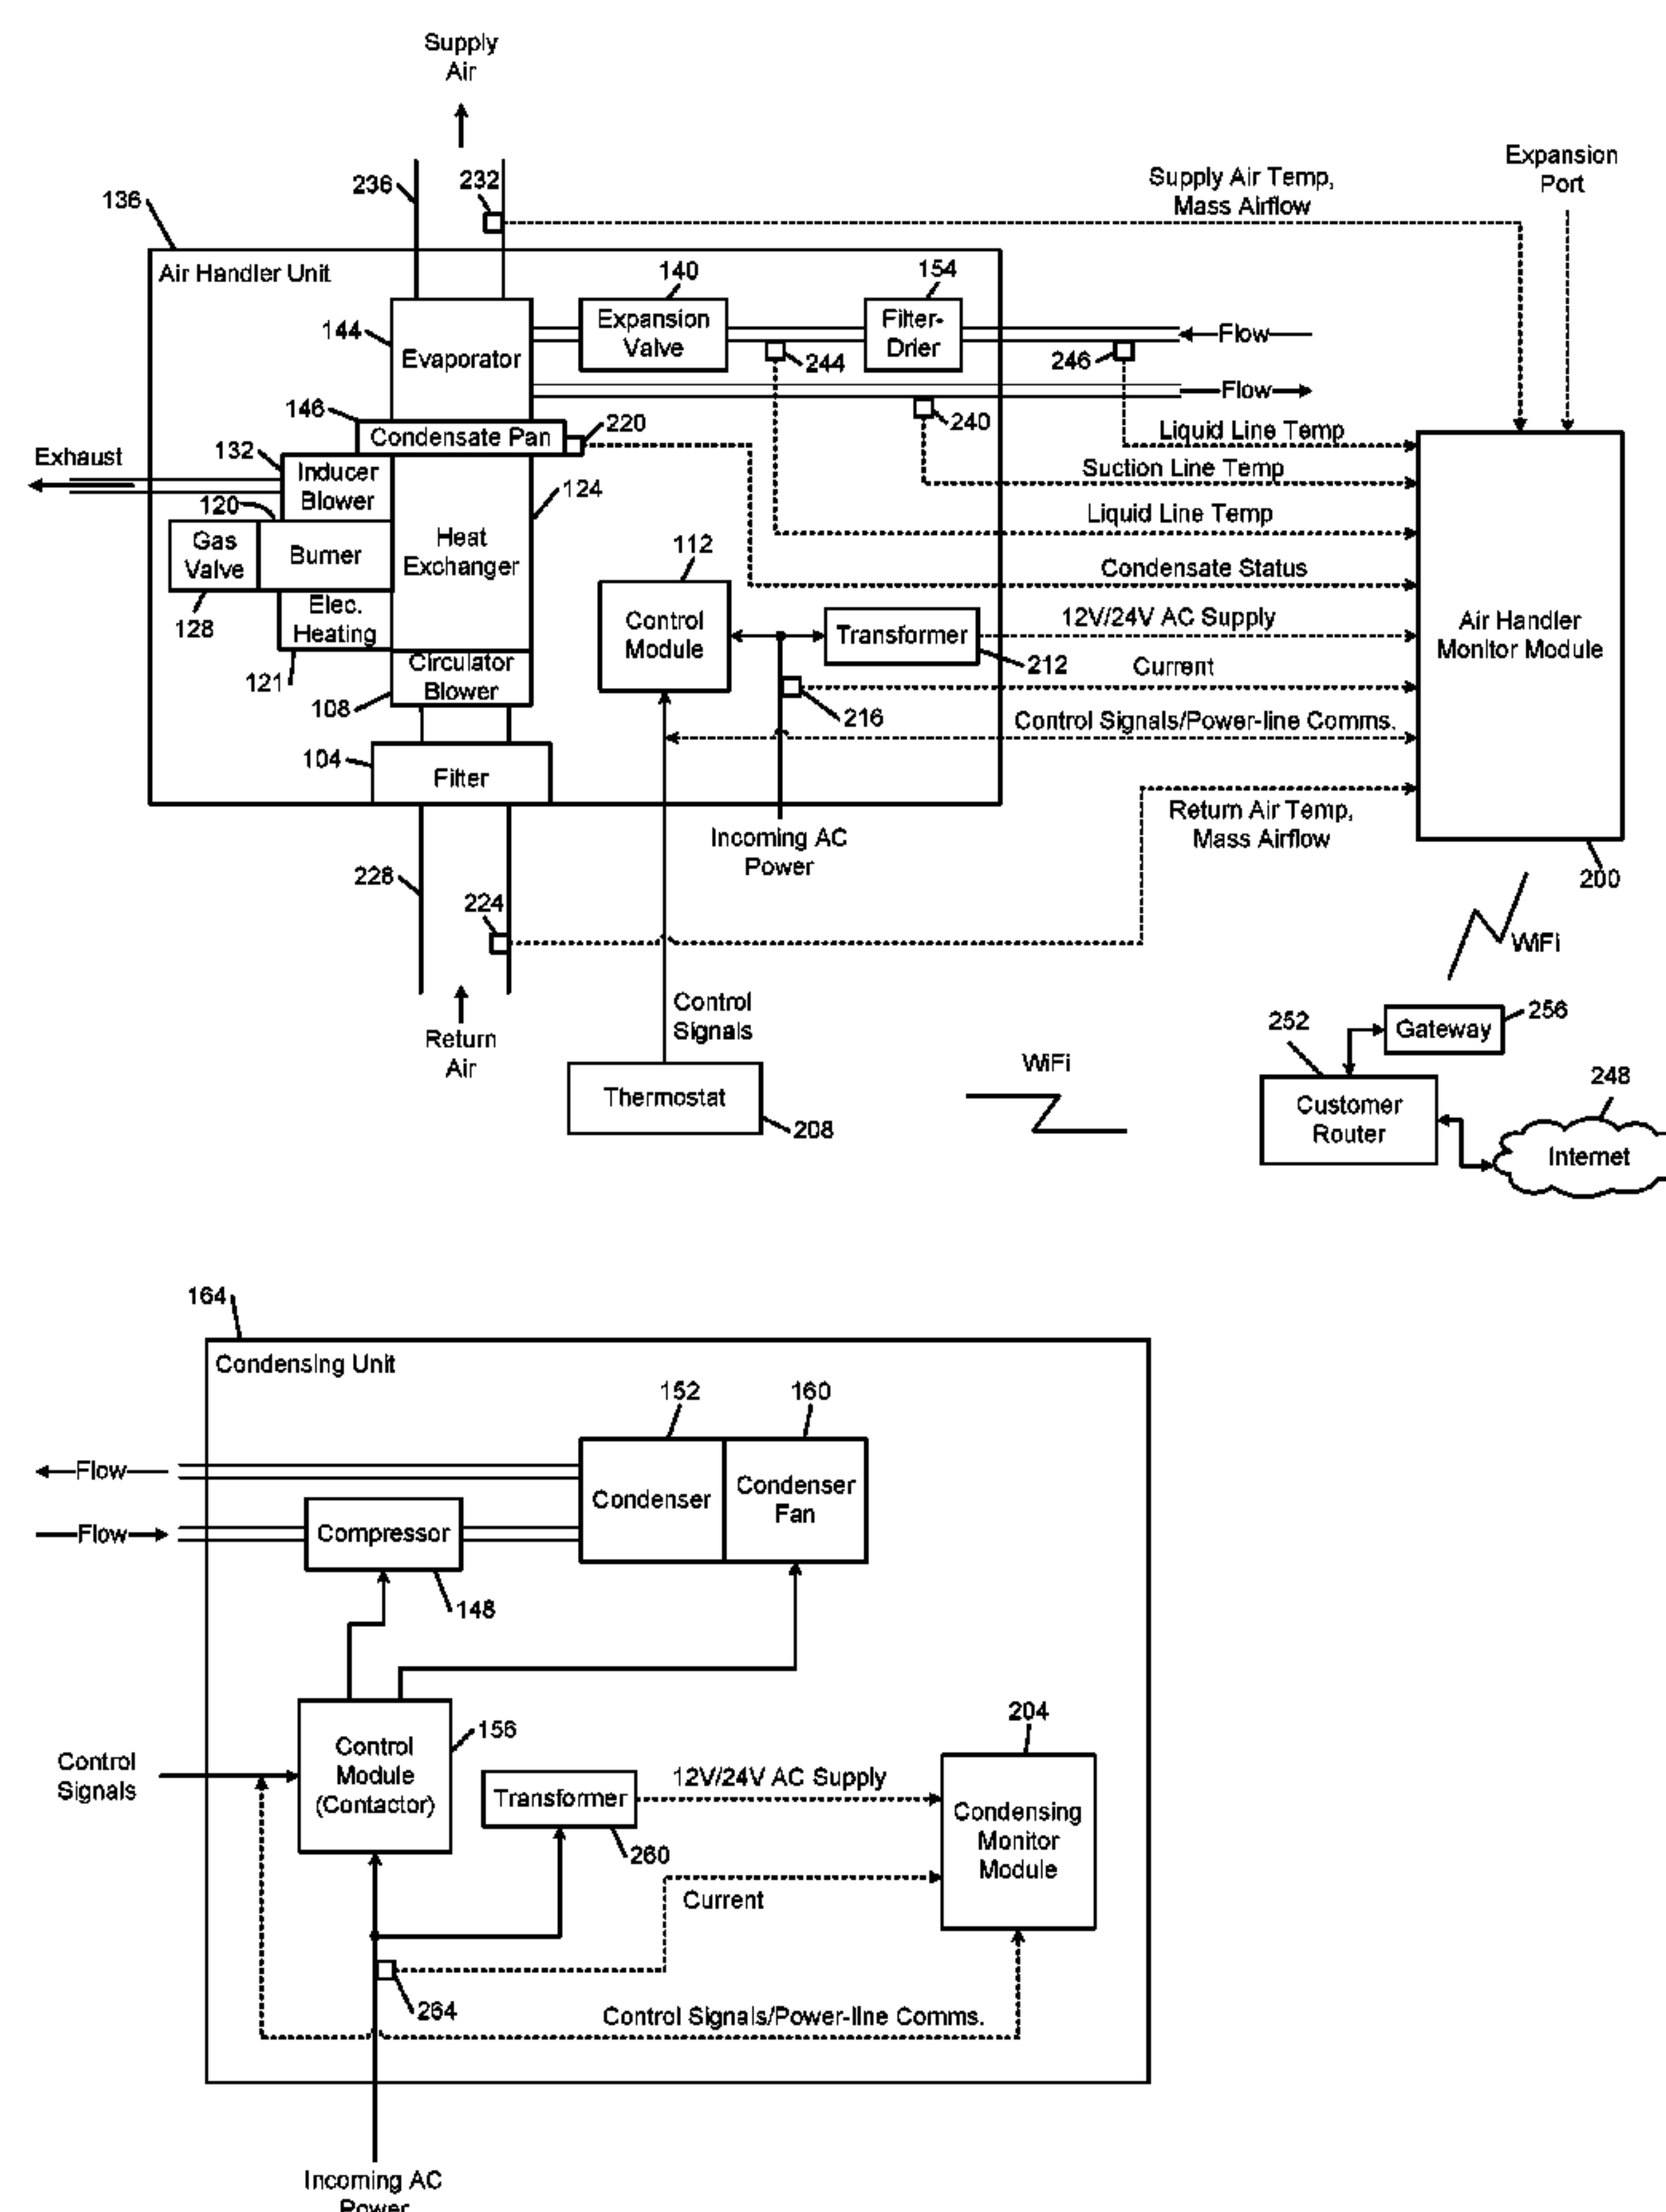 Supply
Air
236
232
136
Supply Air Temp,
Mass Airflow
Expansion
Port
Air Handler Unit
140
154
144
Evaporator
Expansion
Valve
Filter-
Drier
244
246
Flow
Flow
240
146
Condensate Pan
220
Liquid Line Temp
Exhaust
132
Inducer
Blower
124
Suction Line Temp
120
Gas
Valve
Burner
Heat
Exchanger
Liquid Line Temp
112
Condensate Status
128
Elec.
Heating
Control
Module
Transformer
12V/24V AC Supply
Air Handler
Monitor Module
121
Circulator
Blower
212
Current
108
216
Control Signals/Power-line Comms.
104
Filter
Incoming AC
Power
Return Air Temp,
Mass Airflow
228
224
200
WiFi
Return
Air
Control
Signals
252
Gateway
256
WiFi
248
Thermostat
208
Customer
Router
Internet
164
Condensing Unit
152
160
Flow
Condenser
Condenser
Fan
Flow
Compressor
148
156
204
Control
Signals
Control
Module
(Contactor)
Transformer
12V/24V AC Supply
Condensing
Monitor
Module
260
Current
264
Control Signals/Power-line Comms.
Incoming AC
Power